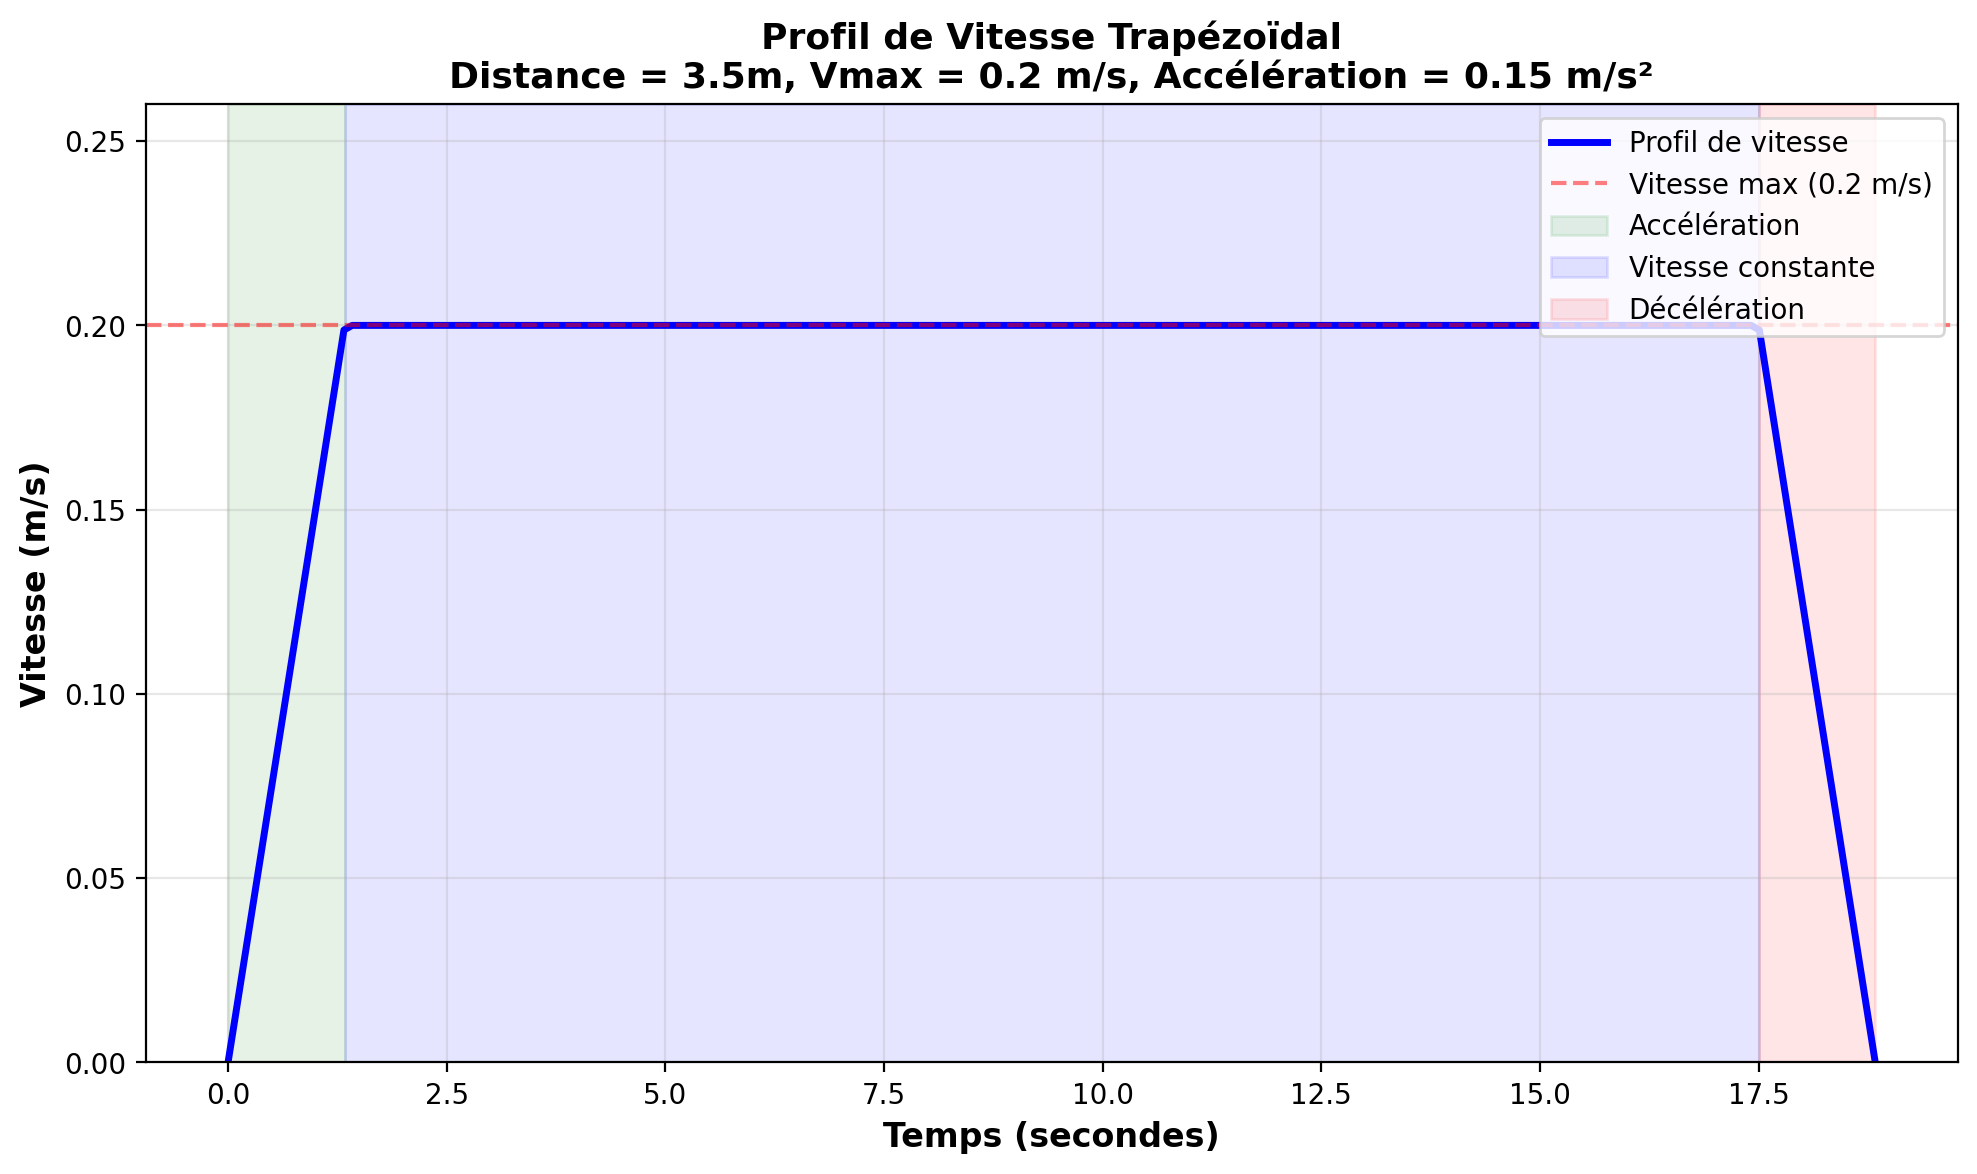 Profil de Vitesse Trapézoïdal
Distance = 3.5m, Vmax = 0.2 m/s, Accélération = 0.15 m/s²
Profil de vitesse
Vitesse max (0.2 m/s)
Accélération
Vitesse constante
Décélération
Vitesse (m/s)
0.25
0.20
0.15
0.10
0.05
0.00
0.0 2.5 5.0 7.5 10.0 12.5 15.0 17.5
Temps (secondes)